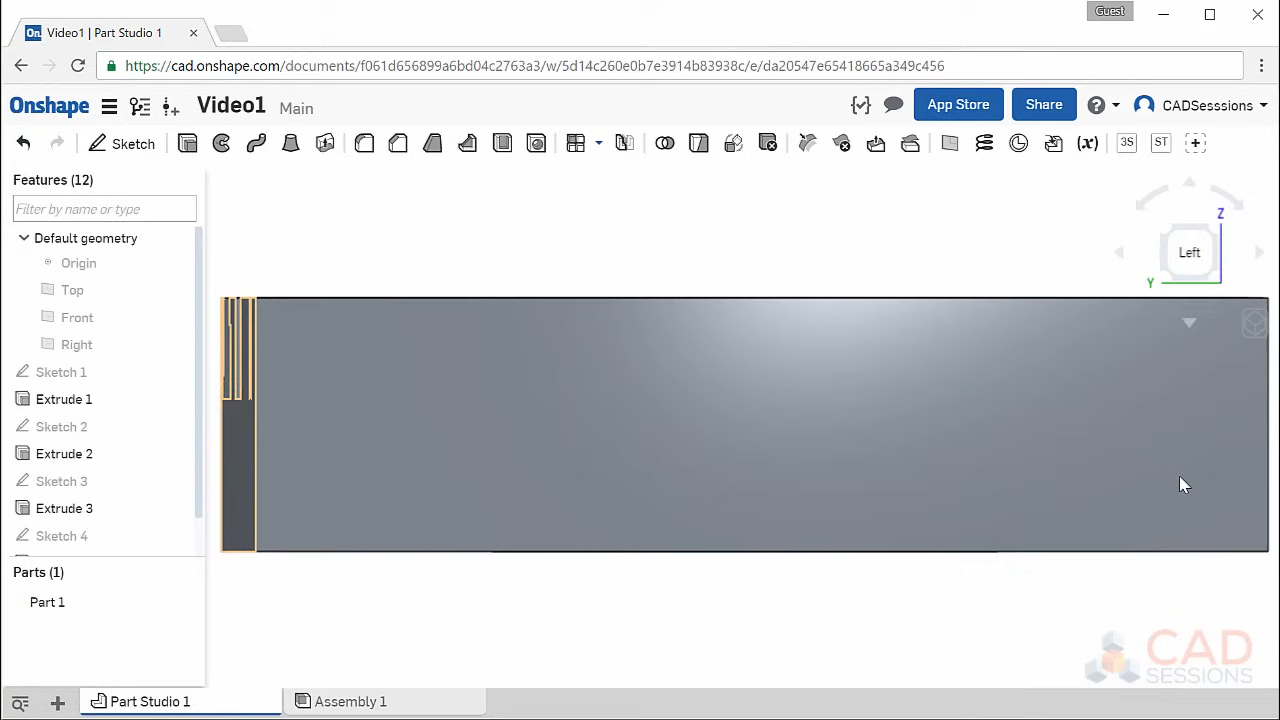 Guest
On Video1 | Part Studio 1
https://cad.onshape.com/documents/f061d656899a6bd04c2763a3/w/5d14c260e0b7e3914b83938c/e/da20547e65418665a349c456
Onshape Video1 Main App Store Share ? CADSesssions
Sketch (x) 3S ST
Features (12)
Filter by name or type
Default geometry
Origin
Top
Front
Right
Sketch 1
Extrude 1
Sketch 2
Extrude 2
Sketch 3
Extrude 3
Sketch 4
Parts (1)
Part 1
Z
Left
Y
CAD
SESSIONS
Part Studio 1 Assembly 1